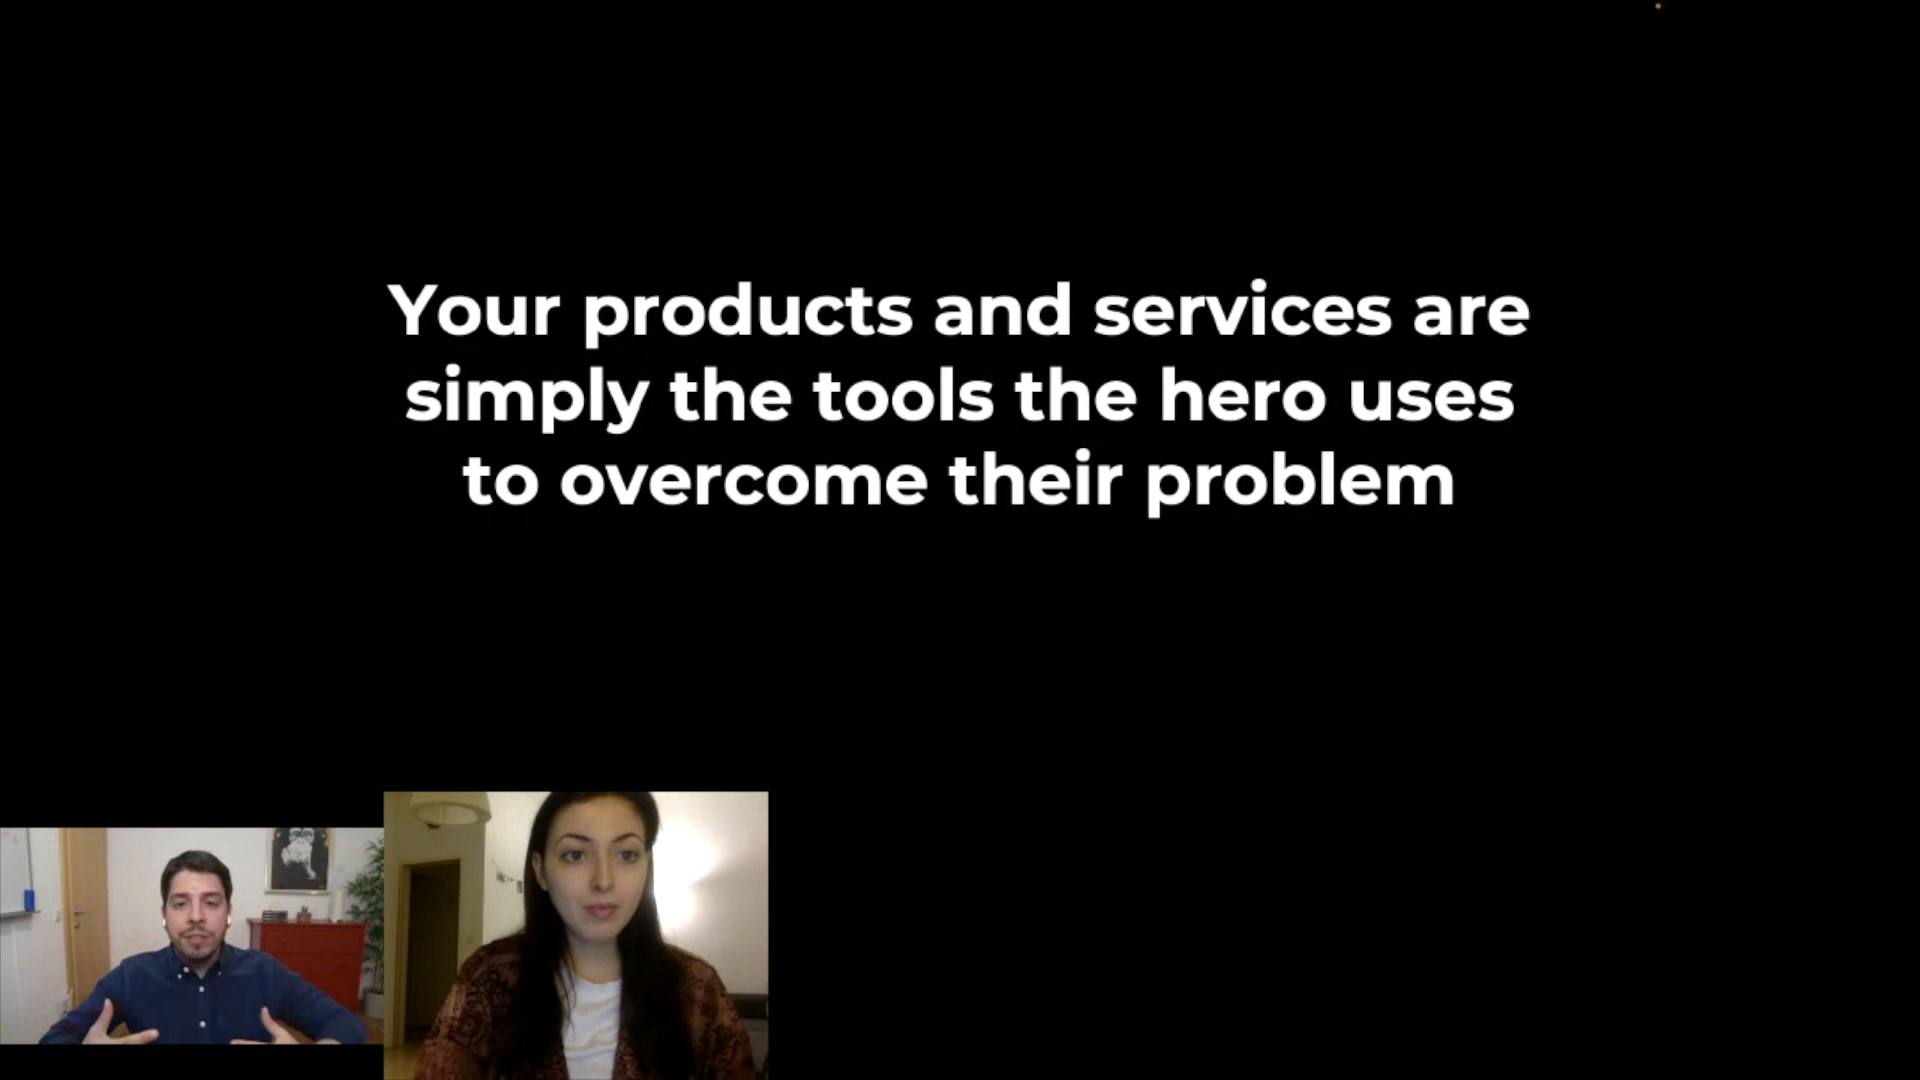 Your products and services are
simply the tools the hero uses
to overcome their problem